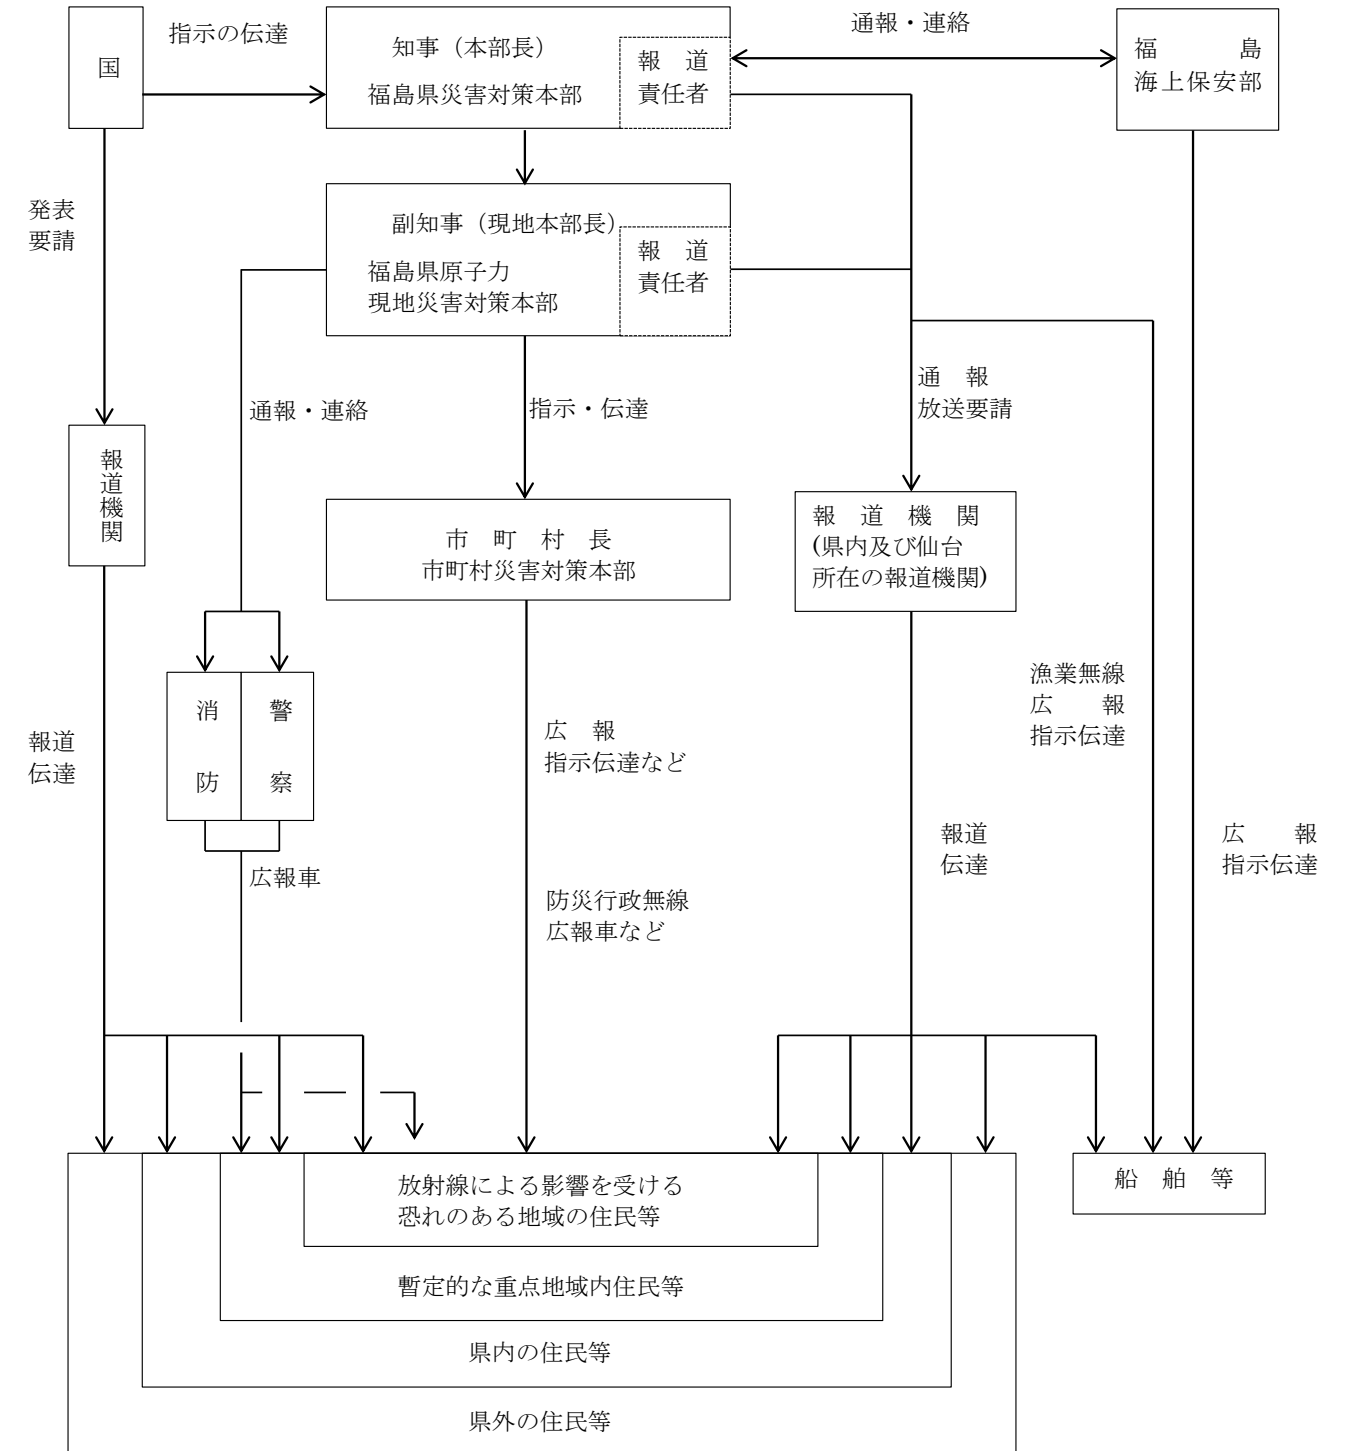 指示の伝達
通報・連絡
国
知事（本部長）
福島県災害対策本部
報　道
責任者
福　　　島
海上保安部
発表
要請
副知事（現地本部長）
福島県原子力
現地災害対策本部
報　道
責任者
通報・連絡
指示・伝達
通　報
放送要請
報道機関
市　町　村　長
市町村災害対策本部
報　道　機　関
(県内及び仙台
所在の報道機関)
消防
警察
報道
伝達
広　報
指示伝達など
漁業無線
広　　報
指示伝達
報道
伝達
広　　報
指示伝達
広報車
防災行政無線
広報車など
放射線による影響を受ける
恐れのある地域の住民等
船　舶　等
暫定的な重点地域内住民等
県内の住民等
県外の住民等